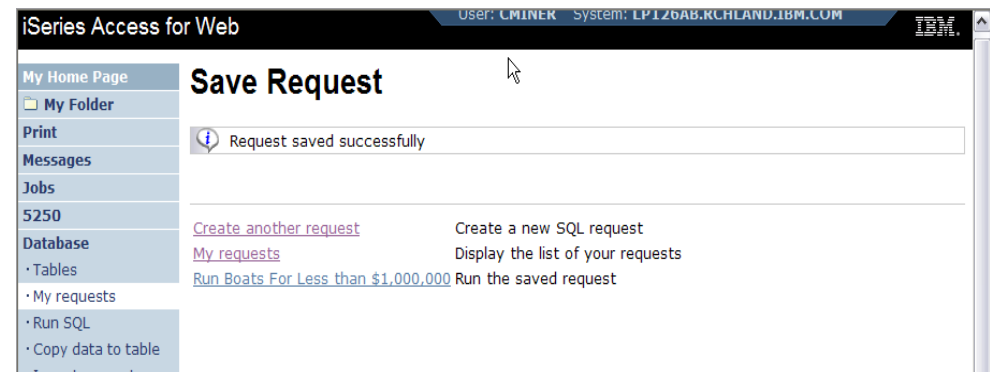 iSeries Access for Web
User: CMINER System: LP126AB.RCHLAND.IBM.COM
IBM.
My Home Page
My Folder
Print
Messages
Jobs
5250
Database
· Tables
· My requests
· Run SQL
· Copy data to table
Save Request
i Request saved successfully
Create another request Create a new SQL request
My requests Display the list of your requests
Run Boats For Less than $1,000,000 Run the saved request